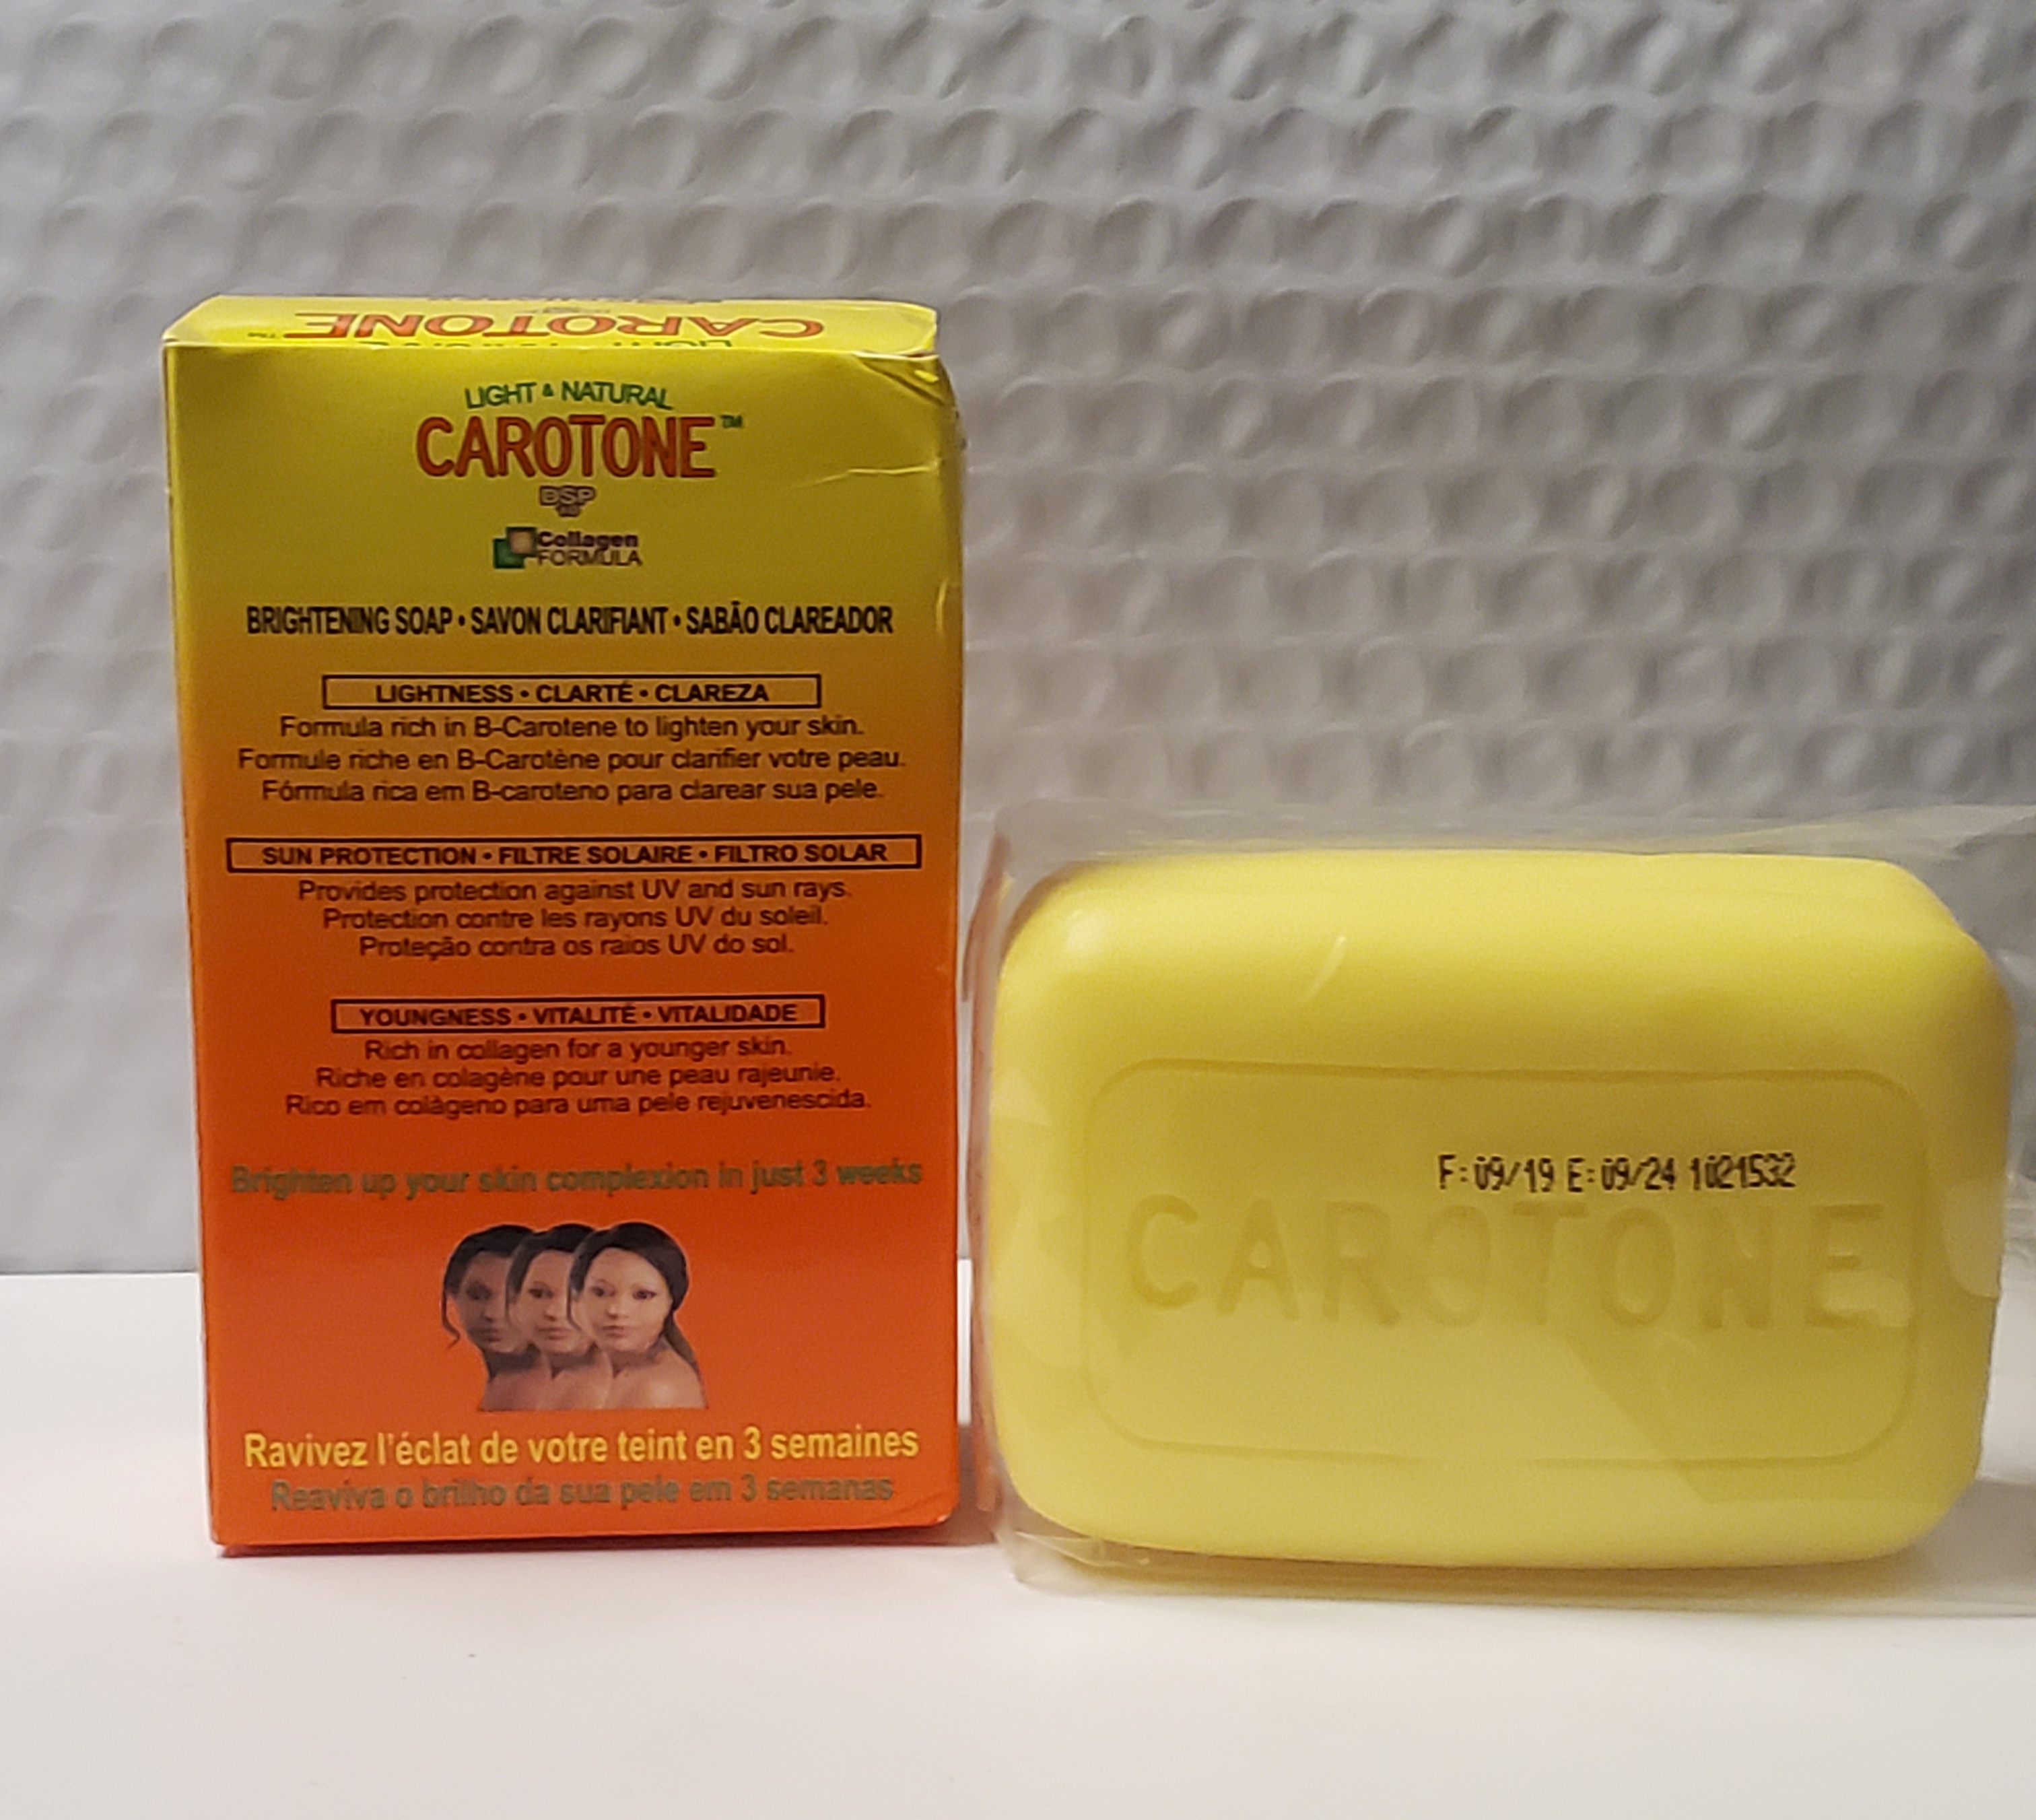 CAROTONE
LIGHT & NATURAL
CAROTONE™
DSP
Collagen
FORMULA
BRIGHTENING SOAP • SAVON CLARIFIANT • SABÃO CLAREADOR
LIGHTNESS • CLARTÉ • CLAREZA
Formula rich in B-Carotene to lighten your skin.
Formule riche en B-Carotène pour clarifier votre peau.
Fórmula rica em B-caroteno para clarear sua pele.
SUN PROTECTION • FILTRE SOLAIRE • FILTRO SOLAR
Provides protection against UV and sun rays.
Protection contre les rayons UV du soleil.
Proteção contra os raios UV do sol.
YOUNGNESS • VITALITÉ • VITALIDADE
Rich in collagen for a younger skin.
Riche en colagène pour une peau rajeunie.
Rico em colàgeno para uma pele rejuvenescida.
Brighten up your skin complexion in just 3 weeks
Ravivez l'éclat de votre teint en 3 semaines
Reaviva o brilho da sua pele em 3 semanas
F:09/19 E:09/24 1021532
CAROTONE